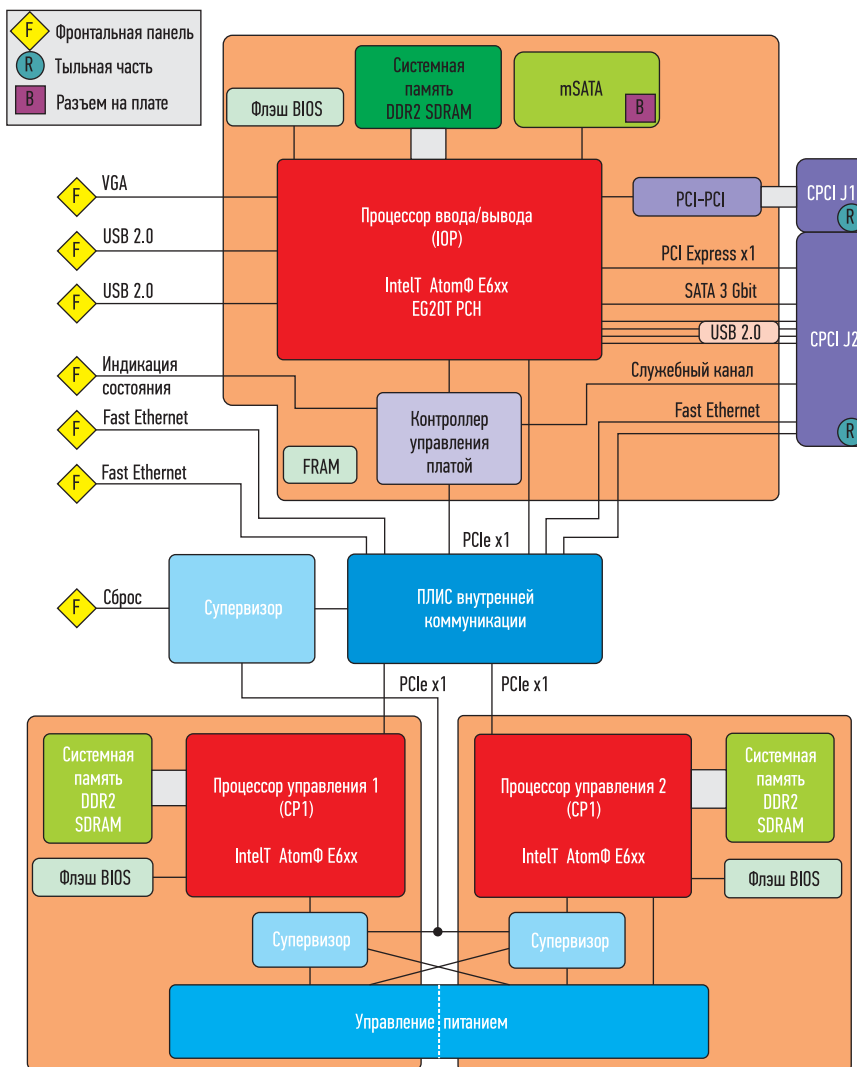 F Фронтальная панель
R Тыльная часть
B Разъем на плате
Системная
память
DDR2 SDRAM
mSATA
B
Флэш BIOS
F
VGA
F
USB 2.0
F
USB 2.0
Процессор ввода/вывода
(IOP)
IntelT AtomФ E6xx
EG20T PCH
PCI-PCI
CPCI J1
R
PCI Express x1
SATA 3 Gbit
USB 2.0
CPCI J2
R
Служебный канал
Fast Ethernet
F
Индикация
состояния
F
Fast Ethernet
F
Fast Ethernet
Контроллер
управления
платой
FRAM
PCIe x1
F
Сброс
Супервизор
ПЛИС внутренней
коммуникации
PCIe x1
PCIe x1
Системная
память
DDR2
SDRAM
Процессор управления 1
(CP1)
IntelT AtomФ E6xx
Флэш BIOS
Супервизор
Процессор управления 2
(CP1)
IntelT AtomФ E6xx
Системная
память
DDR2
SDRAM
Флэш BIOS
Супервизор
Управление питанием